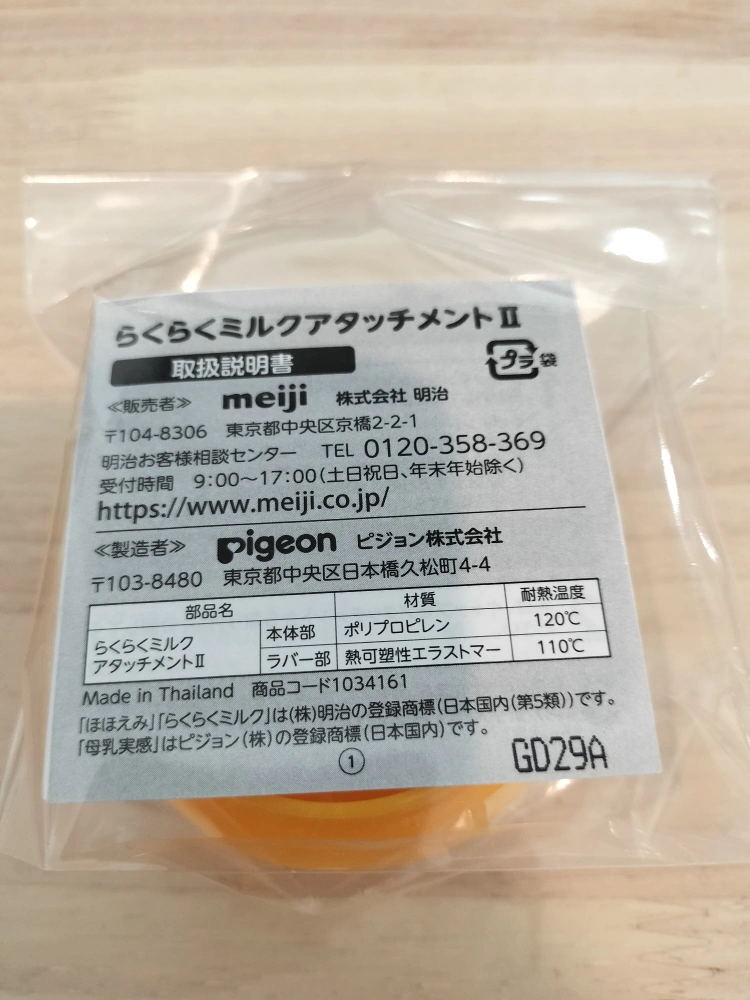 らくらくミルクアタッチメントⅡ
取扱説明書
プラ 袋
≪販売者≫ meiji 株式会社 明治
〒104-8306 東京都中央区京橋2-2-1
明治お客様相談センター TEL 0120-358-369
受付時間 9:00～17:00(土日祝日、年末年始除く)
https://www.meiji.co.jp/
≪製造者≫ pigeon ピジョン株式会社
〒103-8480 東京都中央区日本橋久松町4-4
部品名 材質 耐熱温度
らくらくミルク
アタッチメントⅡ
本体部 ポリプロピレン 120℃
ラバー部 熱可塑性エラストマー 110℃
Made in Thailand 商品コード1034161
「ほほえみ」「らくらくミルク」は(株)明治の登録商標(日本国内(第5類))です。
「母乳実感」はピジョン(株)の登録商標(日本国内)です。
①
GD29A